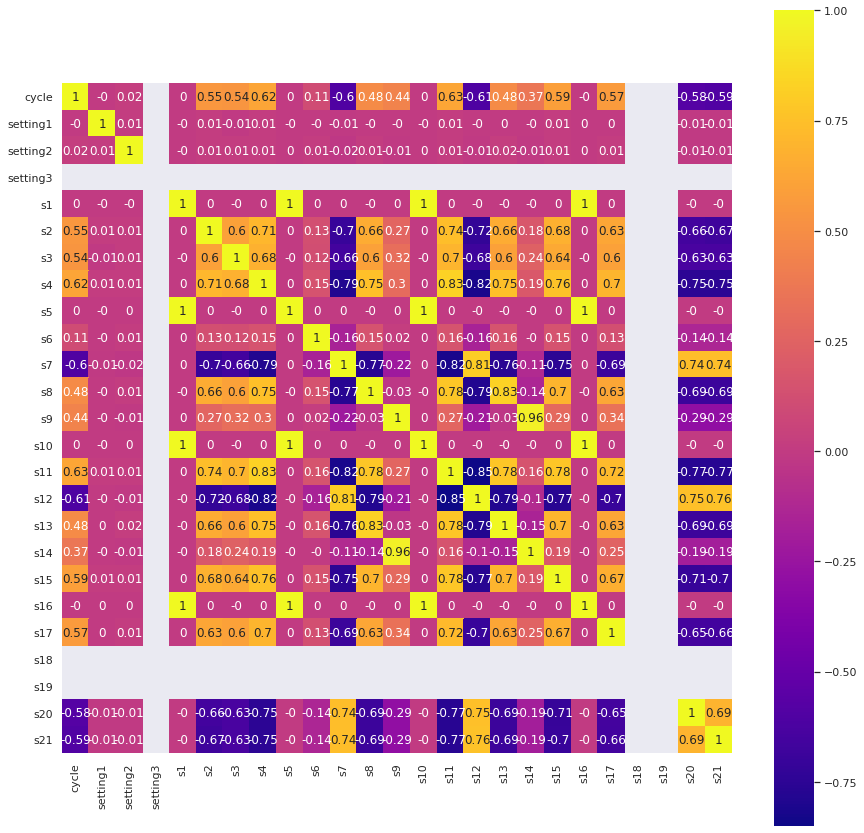 1.00
cycle 1 -0 0.02 0 0.55 0.54 0.62 0 0.11 -0.6 0.48 0.44 0 0.63 -0.61 0.48 0.37 0.59 -0 0.57 -0.58 -0.59
setting1 -0 1 0.01 -0 0.01 -0.01 0.01 -0 -0 -0.01 -0 -0 -0 0.01 -0 0 -0 0.01 0 0 -0.01 -0.01
setting2 0.02 0.01 1 -0 0.01 0.01 0.01 0 0.01 -0.02 0.01 -0.01 0 0.01 -0.01 0.02 -0.01 0.01 0 0.01 -0.01 -0.01
0.75
setting3
s1 0 -0 -0 1 0 -0 0 1 0 0 -0 0 1 0 -0 -0 -0 0 1 0 -0 -0
s2 0.55 0.01 0.01 0 1 0.6 0.71 0 0.13 -0.7 0.66 0.27 0 0.74 -0.72 0.66 0.18 0.68 0 0.63 -0.66 -0.67
s3 0.54 -0.01 0.01 -0 0.6 1 0.68 -0 0.12 -0.66 0.6 0.32 -0 0.7 -0.68 0.6 0.24 0.64 -0 0.6 -0.63 -0.63
0.50
s4 0.62 0.01 0.01 0 0.71 0.68 1 0 0.15 -0.79 0.75 0.3 0 0.83 -0.82 0.75 0.19 0.76 0 0.7 -0.75 -0.75
s5 0 -0 0 1 0 -0 0 1 0 0 -0 0 1 0 -0 -0 -0 0 1 0 -0 -0
s6 0.11 -0 0.01 0 0.13 0.12 0.15 0 1 -0.16 0.15 0.02 0 0.16 -0.16 0.16 -0 0.15 -0 0.13 -0.14 -0.14
0.25
s7 -0.6 -0.01 -0.02 0 -0.7 -0.66 -0.79 0 -0.16 1 -0.77 -0.22 0 -0.82 0.81 -0.76 -0.11 -0.75 0 -0.69 0.74 0.74
s8 0.48 -0 0.01 -0 0.66 0.6 0.75 -0 0.15 -0.77 1 -0.03 -0 0.78 -0.79 0.83 -0.14 0.7 -0 0.63 -0.69 -0.69
s9 0.44 -0 -0.01 0 0.27 0.32 0.3 0 0.02 -0.22 -0.03 1 0 0.27 -0.21 -0.03 0.96 0.29 0 0.34 -0.29 -0.29
0.00
s10 0 -0 0 1 0 -0 0 1 0 0 -0 0 1 0 -0 -0 -0 0 1 0 -0 -0
s11 0.63 0.01 0.01 0 0.74 0.7 0.83 0 0.16 -0.82 0.78 0.27 0 1 -0.85 0.78 0.16 0.78 0 0.72 -0.77 -0.77
s12 -0.61 -0 -0.01 -0 -0.72 -0.68 -0.82 -0 -0.16 0.81 -0.79 -0.21 -0 -0.85 1 -0.79 -0.1 -0.77 -0 -0.7 0.75 0.76
s13 0.48 0 0.02 -0 0.66 0.6 0.75 -0 0.16 -0.76 0.83 -0.03 -0 0.78 -0.79 1 -0.15 0.7 -0 0.63 -0.69 -0.69
−0.25
s14 0.37 -0 -0.01 -0 0.18 0.24 0.19 -0 -0 -0.11 -0.14 0.96 -0 0.16 -0.1 -0.15 1 0.19 -0 0.25 -0.19 -0.19
s15 0.59 0.01 0.01 0 0.68 0.64 0.76 0 0.15 -0.75 0.7 0.29 0 0.78 -0.77 0.7 0.19 1 0 0.67 -0.71 -0.7
s16 -0 0 0 1 0 -0 0 1 -0 0 -0 0 1 0 -0 -0 -0 0 1 0 -0 -0
−0.50
s17 0.57 0 0.01 0 0.63 0.6 0.7 0 0.13 -0.69 0.63 0.34 0 0.72 -0.7 0.63 0.25 0.67 0 1 -0.65 -0.66
s18
s19
s20 -0.58 -0.01 -0.01 -0 -0.66 -0.63 -0.75 -0 -0.14 0.74 -0.69 -0.29 -0 -0.77 0.75 -0.69 -0.19 -0.71 -0 -0.65 1 0.69
s21 -0.59 -0.01 -0.01 -0 -0.67 -0.63 -0.75 -0 -0.14 0.74 -0.69 -0.29 -0 -0.77 0.76 -0.69 -0.19 -0.7 -0 -0.66 0.69 1
−0.75
cycle setting1 setting2 setting3 s1 s2 s3 s4 s5 s6 s7 s8 s9 s10 s11 s12 s13 s14 s15 s16 s17 s18 s19 s20 s21